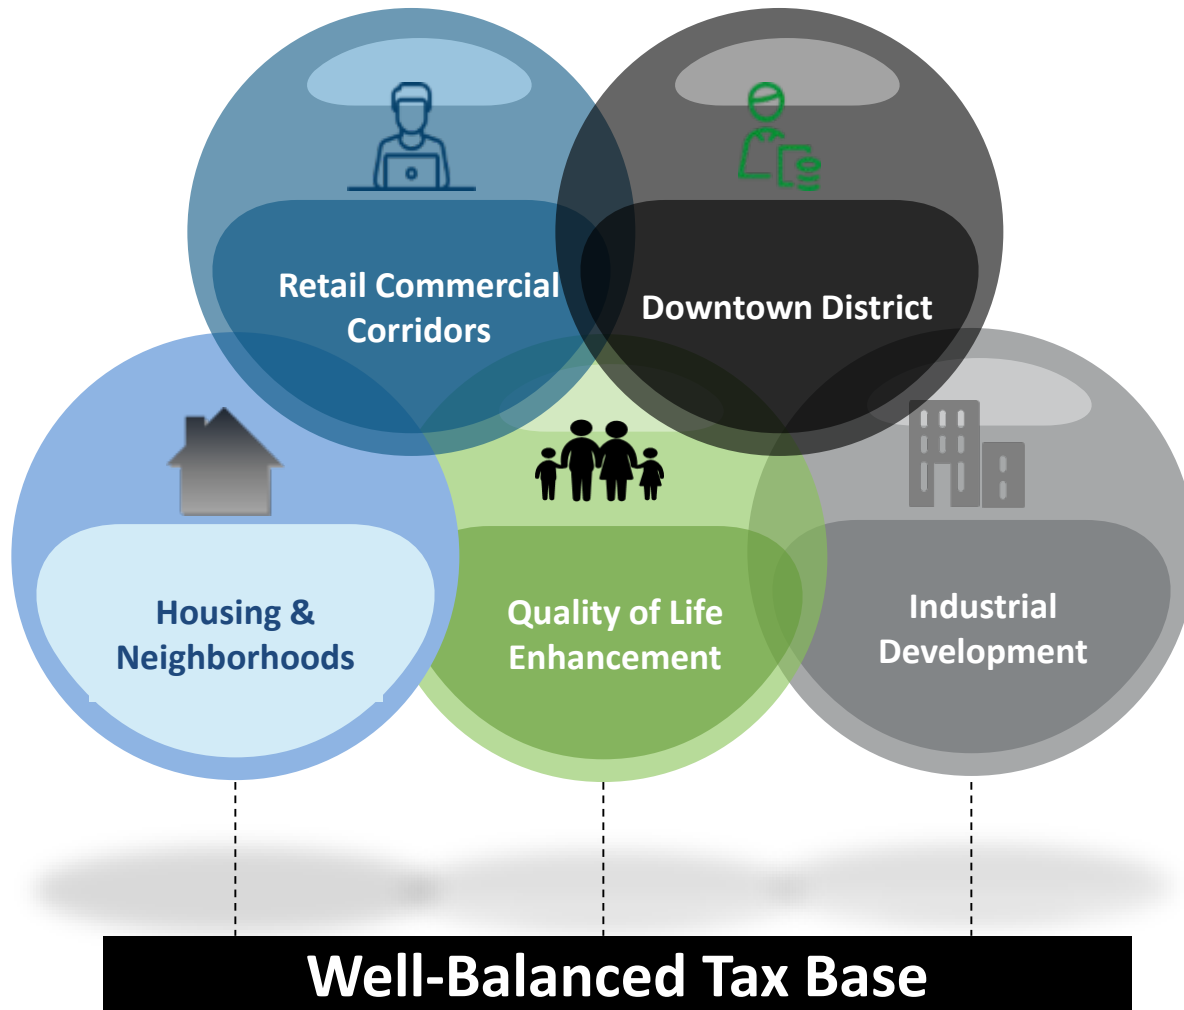 Retail Commercial
Corridors
Downtown District
Housing &
Neighborhoods
Quality of Life
Enhancement
Industrial
Development
Well-Balanced Tax Base